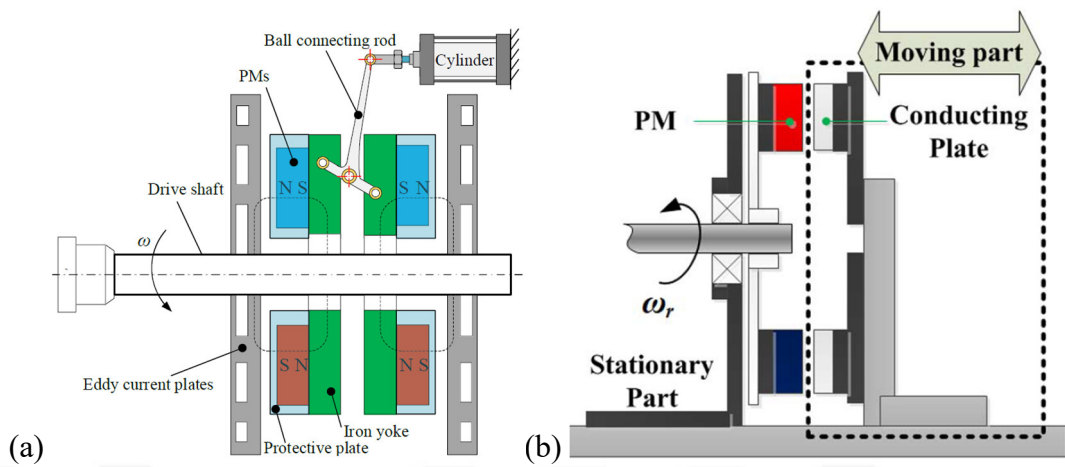 Ball connecting rod
Cylinder
PMs
N S
S N
Drive shaft
ω
S N
S N
Eddy current plates
Iron yoke
Protective plate
(a)
Moving part
PM
Conducting
Plate
ωr
Stationary
Part
(b)